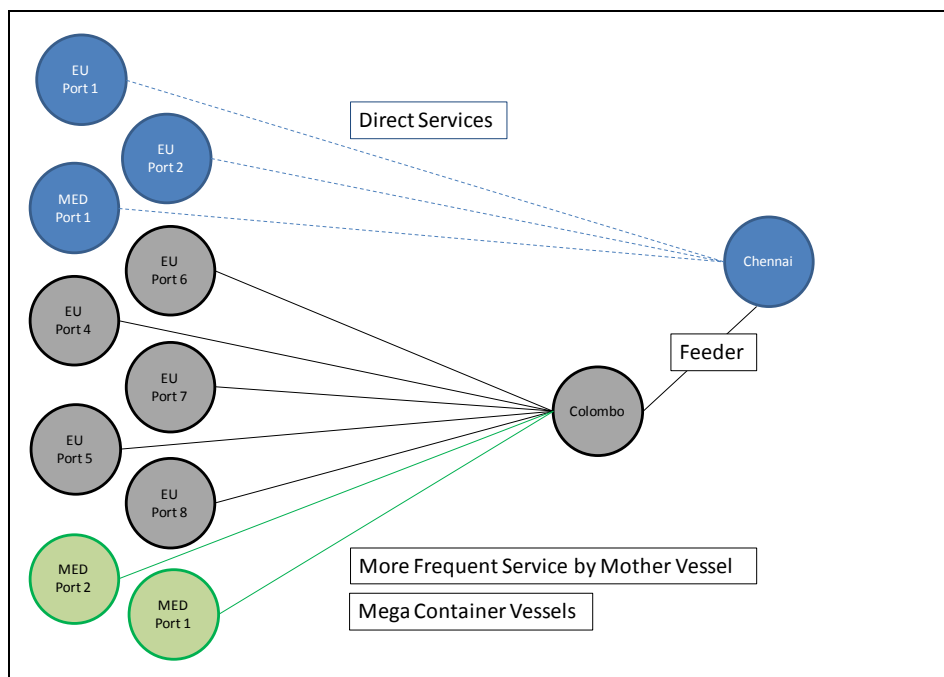 EU
Port 1
Direct Services
EU
Port 2
MED
Port 1
EU
Port 6
Chennai
EU
Port 4
Feeder
EU
Port 7
Colombo
EU
Port 5
EU
Port 8
More Frequent Service by Mother Vessel
MED
Port 2
Mega Container Vessels
MED
Port 1